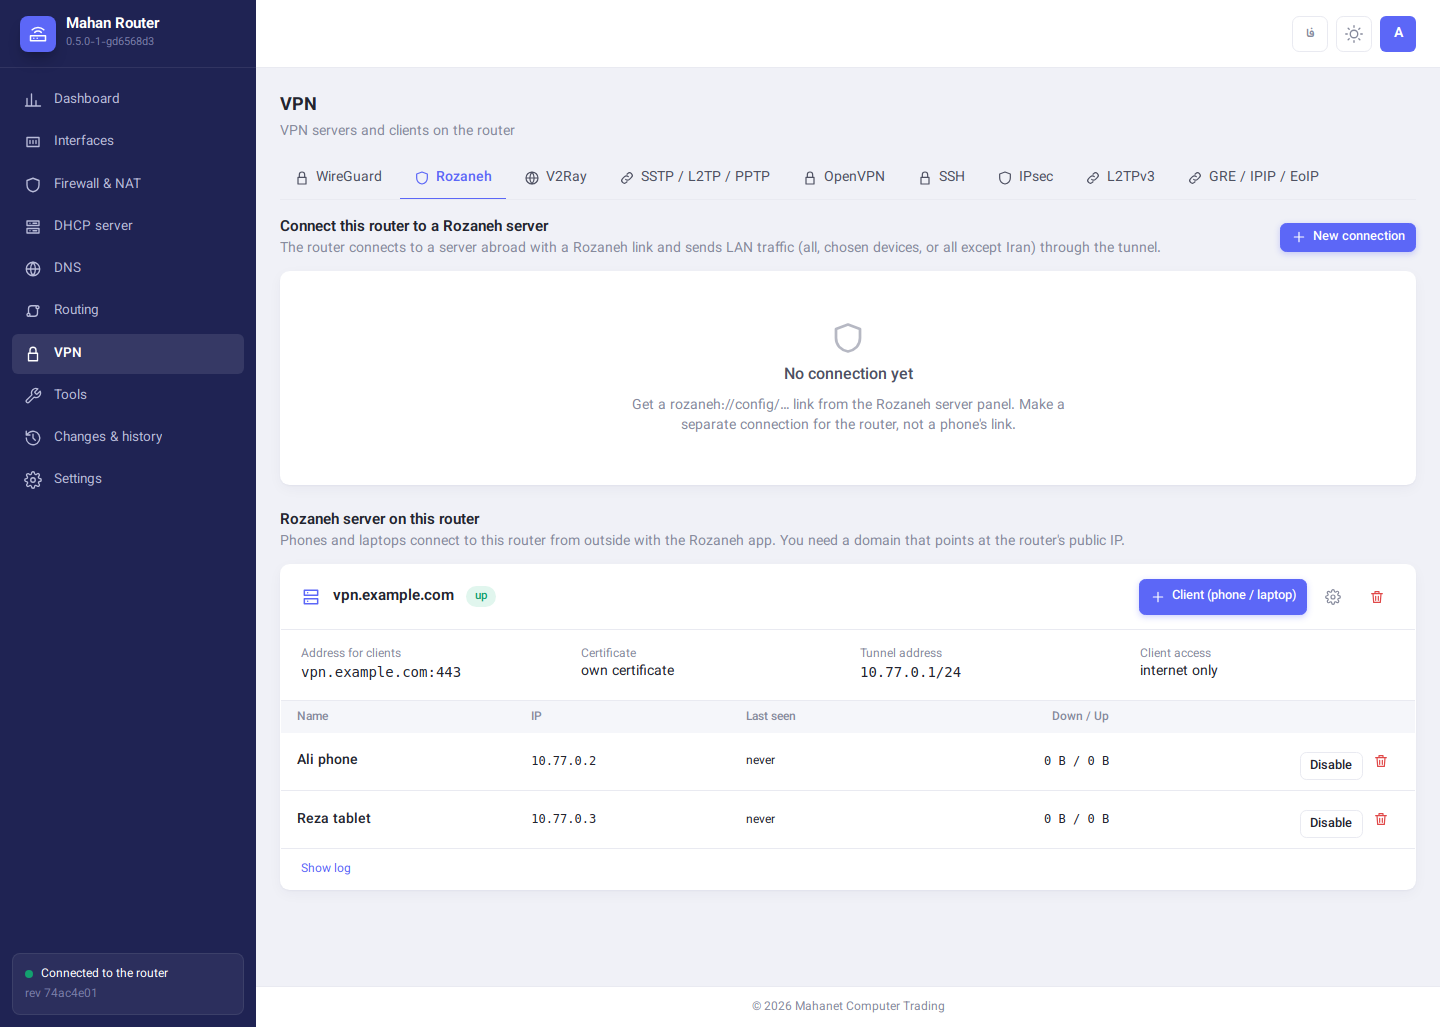 Mahan Router
0.5.0-1-gd6568d3
فا
A
Dashboard
Interfaces
Firewall & NAT
DHCP server
DNS
Routing
VPN
Tools
Changes & history
Settings
Connected to the router
rev 74ac4e01
VPN
VPN servers and clients on the router
WireGuard Rozaneh V2Ray SSTP / L2TP / PPTP OpenVPN SSH IPsec L2TPv3 GRE / IPIP / EoIP
Connect this router to a Rozaneh server
The router connects to a server abroad with a Rozaneh link and sends LAN traffic (all, chosen devices, or all except Iran) through the tunnel.
New connection
No connection yet
Get a rozaneh://config/... link from the Rozaneh server panel. Make a
separate connection for the router, not a phone's link.
Rozaneh server on this router
Phones and laptops connect to this router from outside with the Rozaneh app. You need a domain that points at the router's public IP.
vpn.example.com up Client (phone / laptop)
Address for clients Certificate Tunnel address Client access
vpn.example.com:443 own certificate 10.77.0.1/24 internet only
Name IP Last seen Down / Up
Ali phone 10.77.0.2 never 0 B / 0 B Disable
Reza tablet 10.77.0.3 never 0 B / 0 B Disable
Show log
© 2026 Mahanet Computer Trading